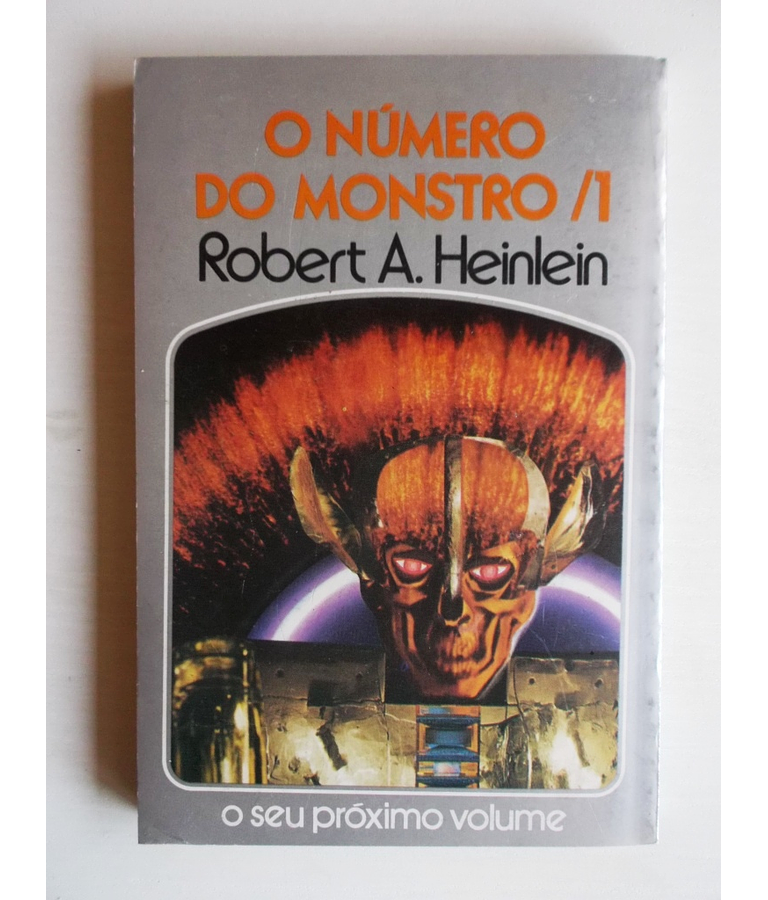 O NÚMERO
DO MONSTRO /1
Robert A. Heinlein
o seu próximo volume